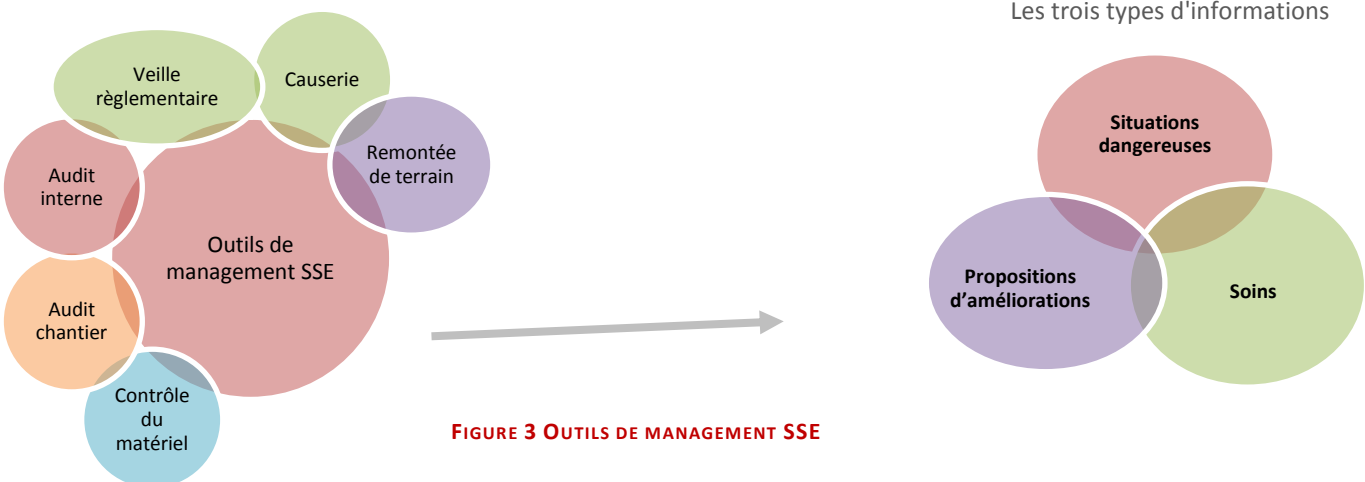 Les trois types d'informations
Veille
règlementaire
Causerie
Remontée
de terrain
Audit
interne
Outils de
management SSE
Audit
chantier
Contrôle
du
matériel
FIGURE 3 OUTILS DE MANAGEMENT SSE
Situations
dangereuses
Propositions
d'améliorations
Soins